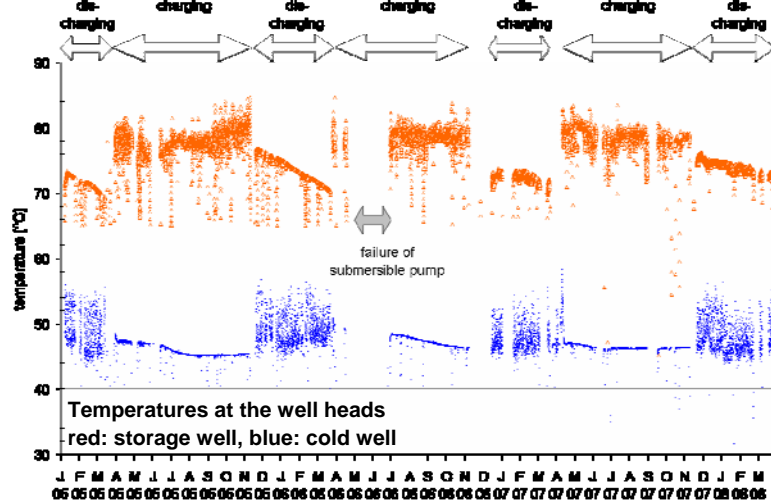 dis- charging dis- charging dis- charging dis-
charging charging charging charging
90
80
70
60
50
40
30
temperature [°C]
failure of
submersible pump
Temperatures at the well heads
red: storage well, blue: cold well
J F M A M J J A S O N D J F M A M J J A S O N D J F M A M J J A S O N D J F M
05 05 05 05 05 05 05 05 05 05 05 05 06 06 06 06 06 06 06 06 06 06 06 06 07 07 07 07 07 07 07 07 07 07 07 07 08 08 08